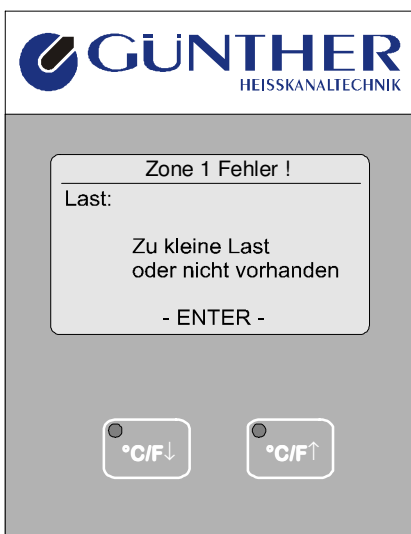 GÜNTHER
HEISSKANALTECHNIK
Zone 1 Fehler !
Last:
Zu kleine Last
oder nicht vorhanden
- ENTER -
°C/F↓ °C/F↑